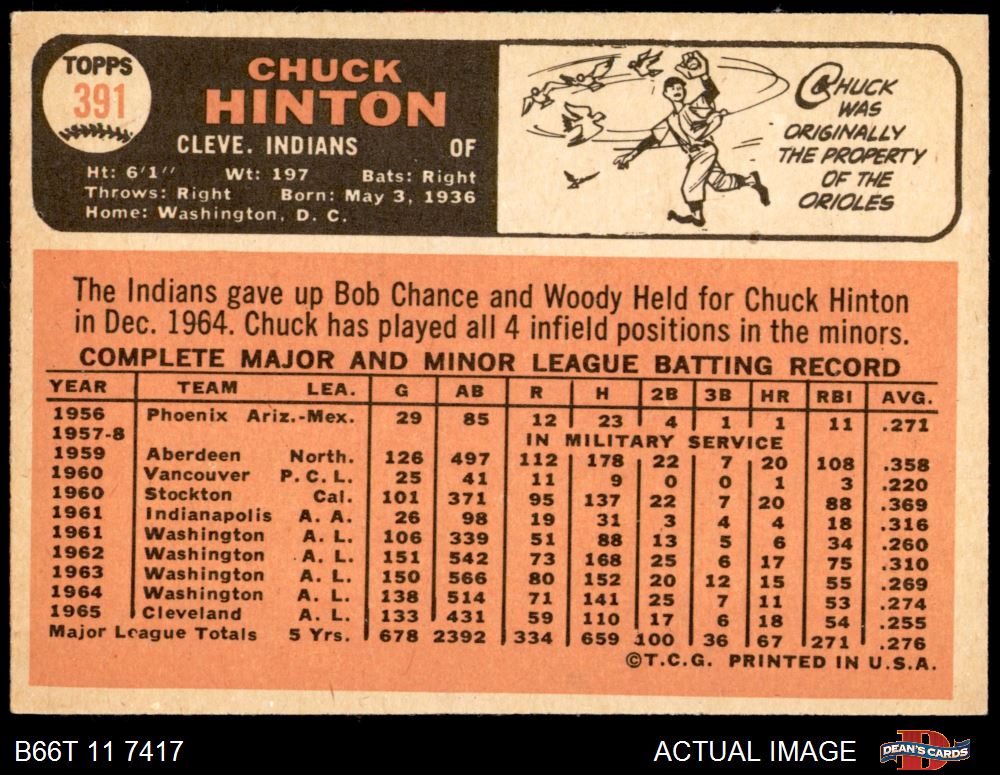 TOPPS
391
CHUCK
HINTON
CLEVE. INDIANS OF
Ht: 6'1" Wt: 197 Bats: Right
Throws: Right Born: May 3, 1936
Home: Washington, D. C.
CHUCK
WAS
ORIGINALLY
THE PROPERTY
OF THE
ORIOLES
The Indians gave up Bob Chance and Woody Held for Chuck Hinton
in Dec. 1964. Chuck has played all 4 infield positions in the minors.
COMPLETE MAJOR AND MINOR LEAGUE BATTING RECORD
YEAR TEAM LEA. G AB R H 2B 3B HR RBI AVG.
1956 Phoenix Ariz.-Mex. 29 85 12 23 4 1 1 11 .271
1957-8 IN MILITARY SERVICE
1959 Aberdeen North. 126 497 112 178 22 7 20 108 .358
1960 Vancouver P.C.L. 25 41 11 9 0 0 1 3 .220
1960 Stockton Cal. 101 371 95 137 22 7 20 88 .369
1961 Indianapolis A. A. 26 98 19 31 3 4 4 18 .316
1961 Washington A. L. 106 339 51 88 13 5 6 34 .260
1962 Washington A. L. 151 542 73 168 25 6 17 75 .310
1963 Washington A. L. 150 566 80 152 20 12 15 55 .269
1964 Washington A. L. 138 514 71 141 25 7 11 53 .274
1965 Cleveland A. L. 133 431 59 110 17 6 18 54 .255
Major League Totals 5 Yrs. 678 2392 334 659 100 36 67 271 .276
©T.C.G. PRINTED IN U.S.A.
B66T 11 7417 ACTUAL IMAGE DEAN'S CARDS